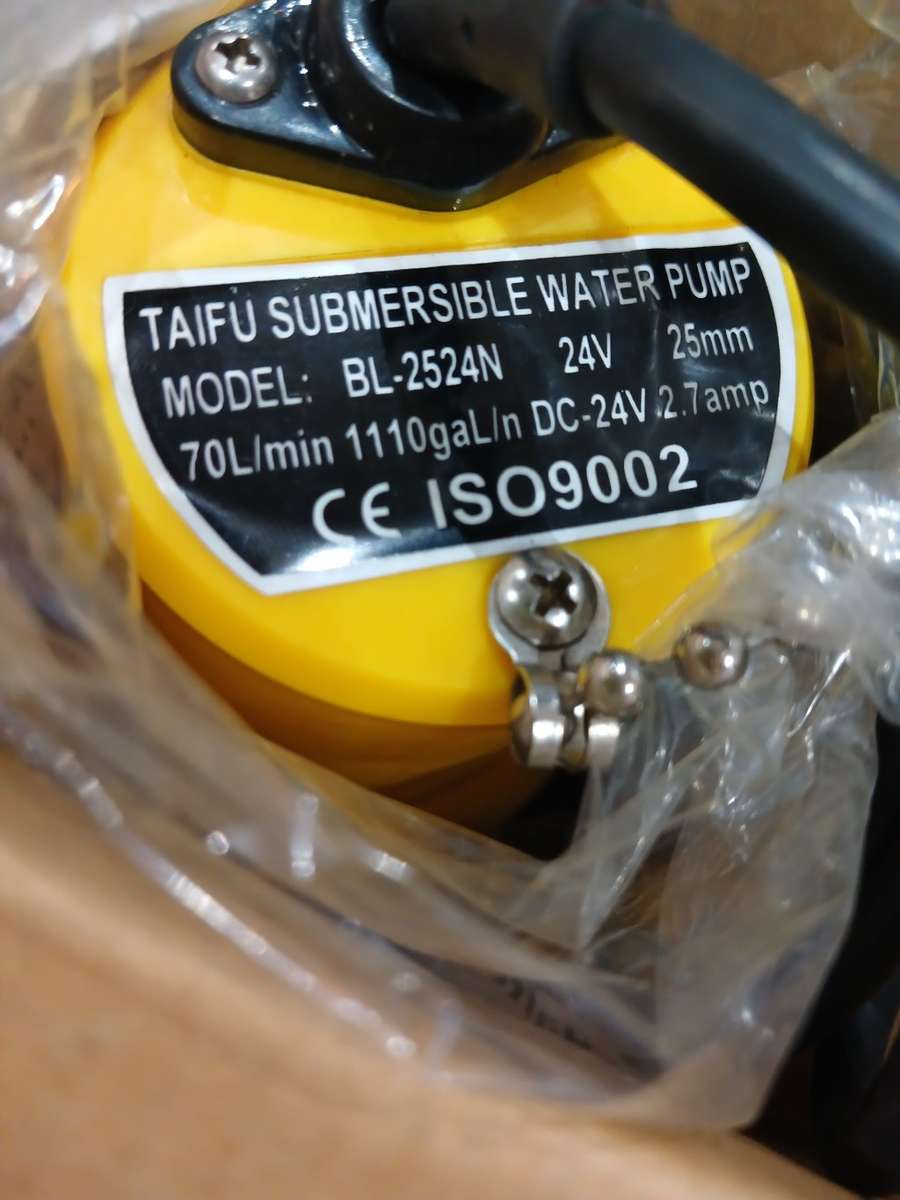 TAIFU SUBMERSIBLE WATER PUMP
MODEL: BL-2524N 24V 25mm
70L/min 1110gaL/n DC-24V 2.7amp
CE ISO9002